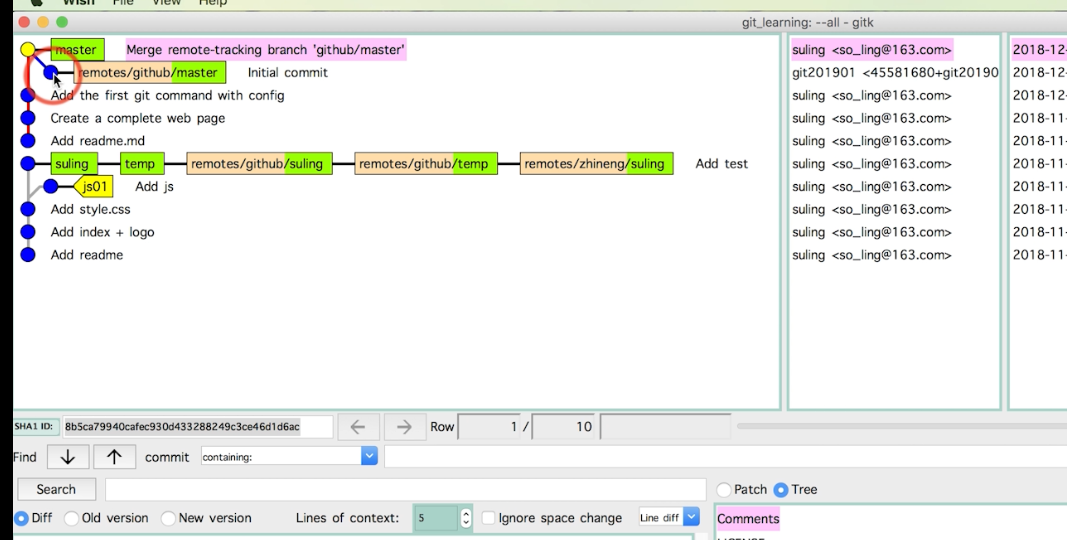 Wish File View Help
git_learning: --all - gitk
master Merge remote-tracking branch 'github/master' suling <so_ling@163.com> 2018-12-
remotes/github/master Initial commit git201901 <45581680+git20190 2018-12-
Add the first git command with config suling <so_ling@163.com> 2018-12-
Create a complete web page suling <so_ling@163.com> 2018-11-
Add readme.md suling <so_ling@163.com> 2018-11-
suling temp remotes/github/suling remotes/github/temp remotes/zhineng/suling Add test suling <so_ling@163.com> 2018-11-
js01 Add js suling <so_ling@163.com> 2018-11-
Add style.css suling <so_ling@163.com> 2018-11-
Add index + logo suling <so_ling@163.com> 2018-11-
Add readme suling <so_ling@163.com> 2018-11-
SHA1 ID: 8b5ca79940cafec930d433288249c3ce46d1d6ac Row 1 / 10
Find commit containing:
Search Patch Tree
Diff Old version New version Lines of context: 5 Ignore space change Line diff Comments